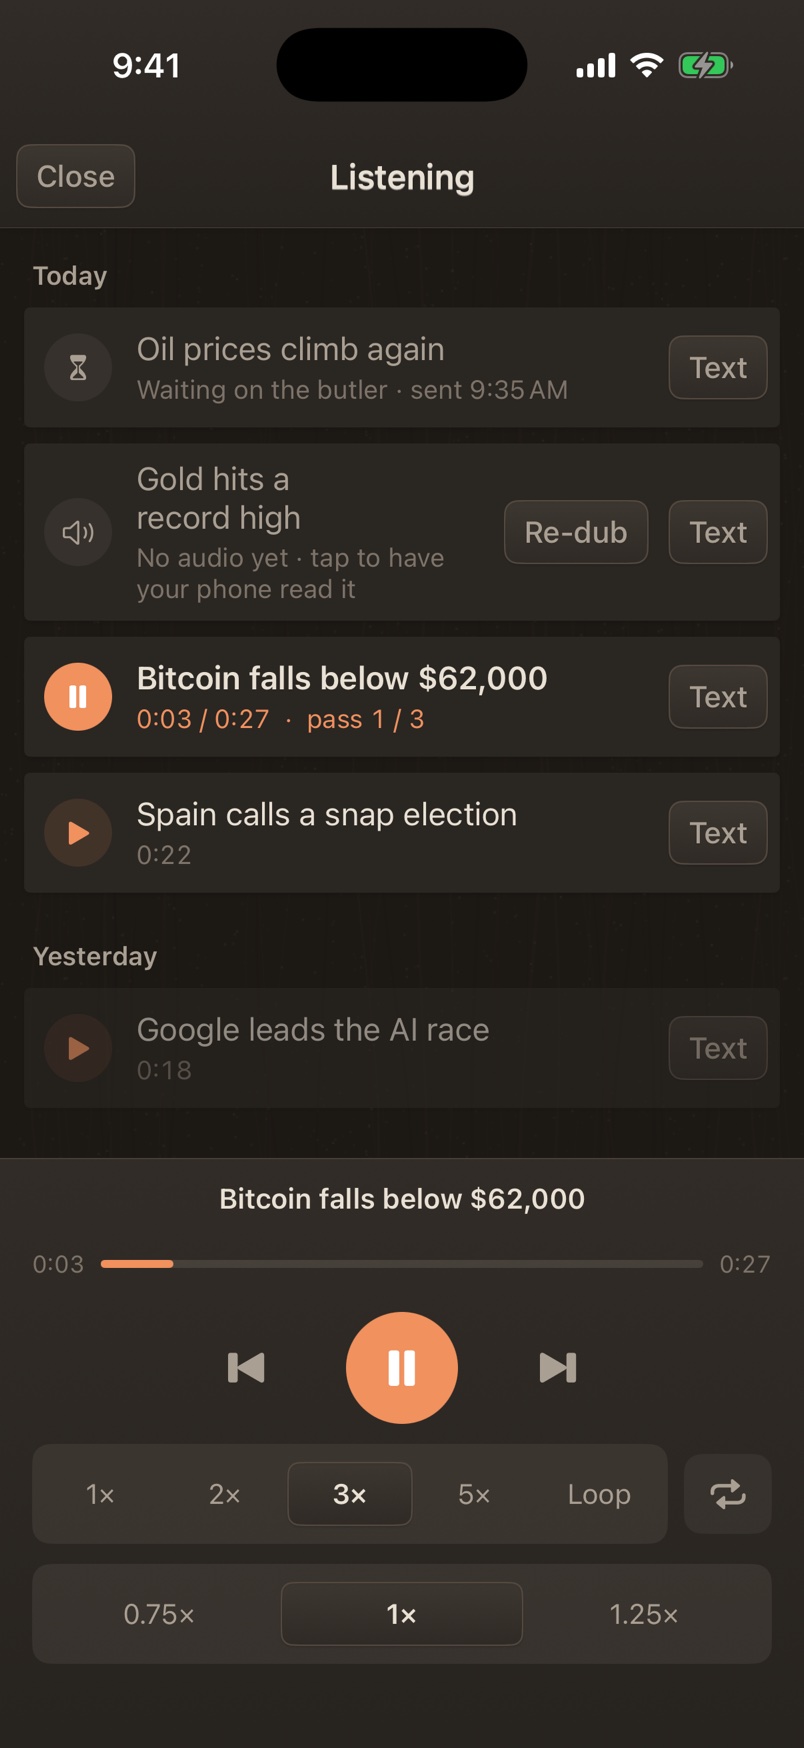 9:41
Close
Listening
Today
Oil prices climb again
Waiting on the butler · sent 9:35 AM
Text
Gold hits a
record high
No audio yet · tap to have
your phone read it
Re-dub
Text
Bitcoin falls below $62,000
0:03 / 0:27 · pass 1 / 3
Text
Spain calls a snap election
0:22
Text
Yesterday
Google leads the AI race
0:18
Text
Bitcoin falls below $62,000
0:03
0:27
1× 2× 3× 5× Loop
0.75× 1× 1.25×